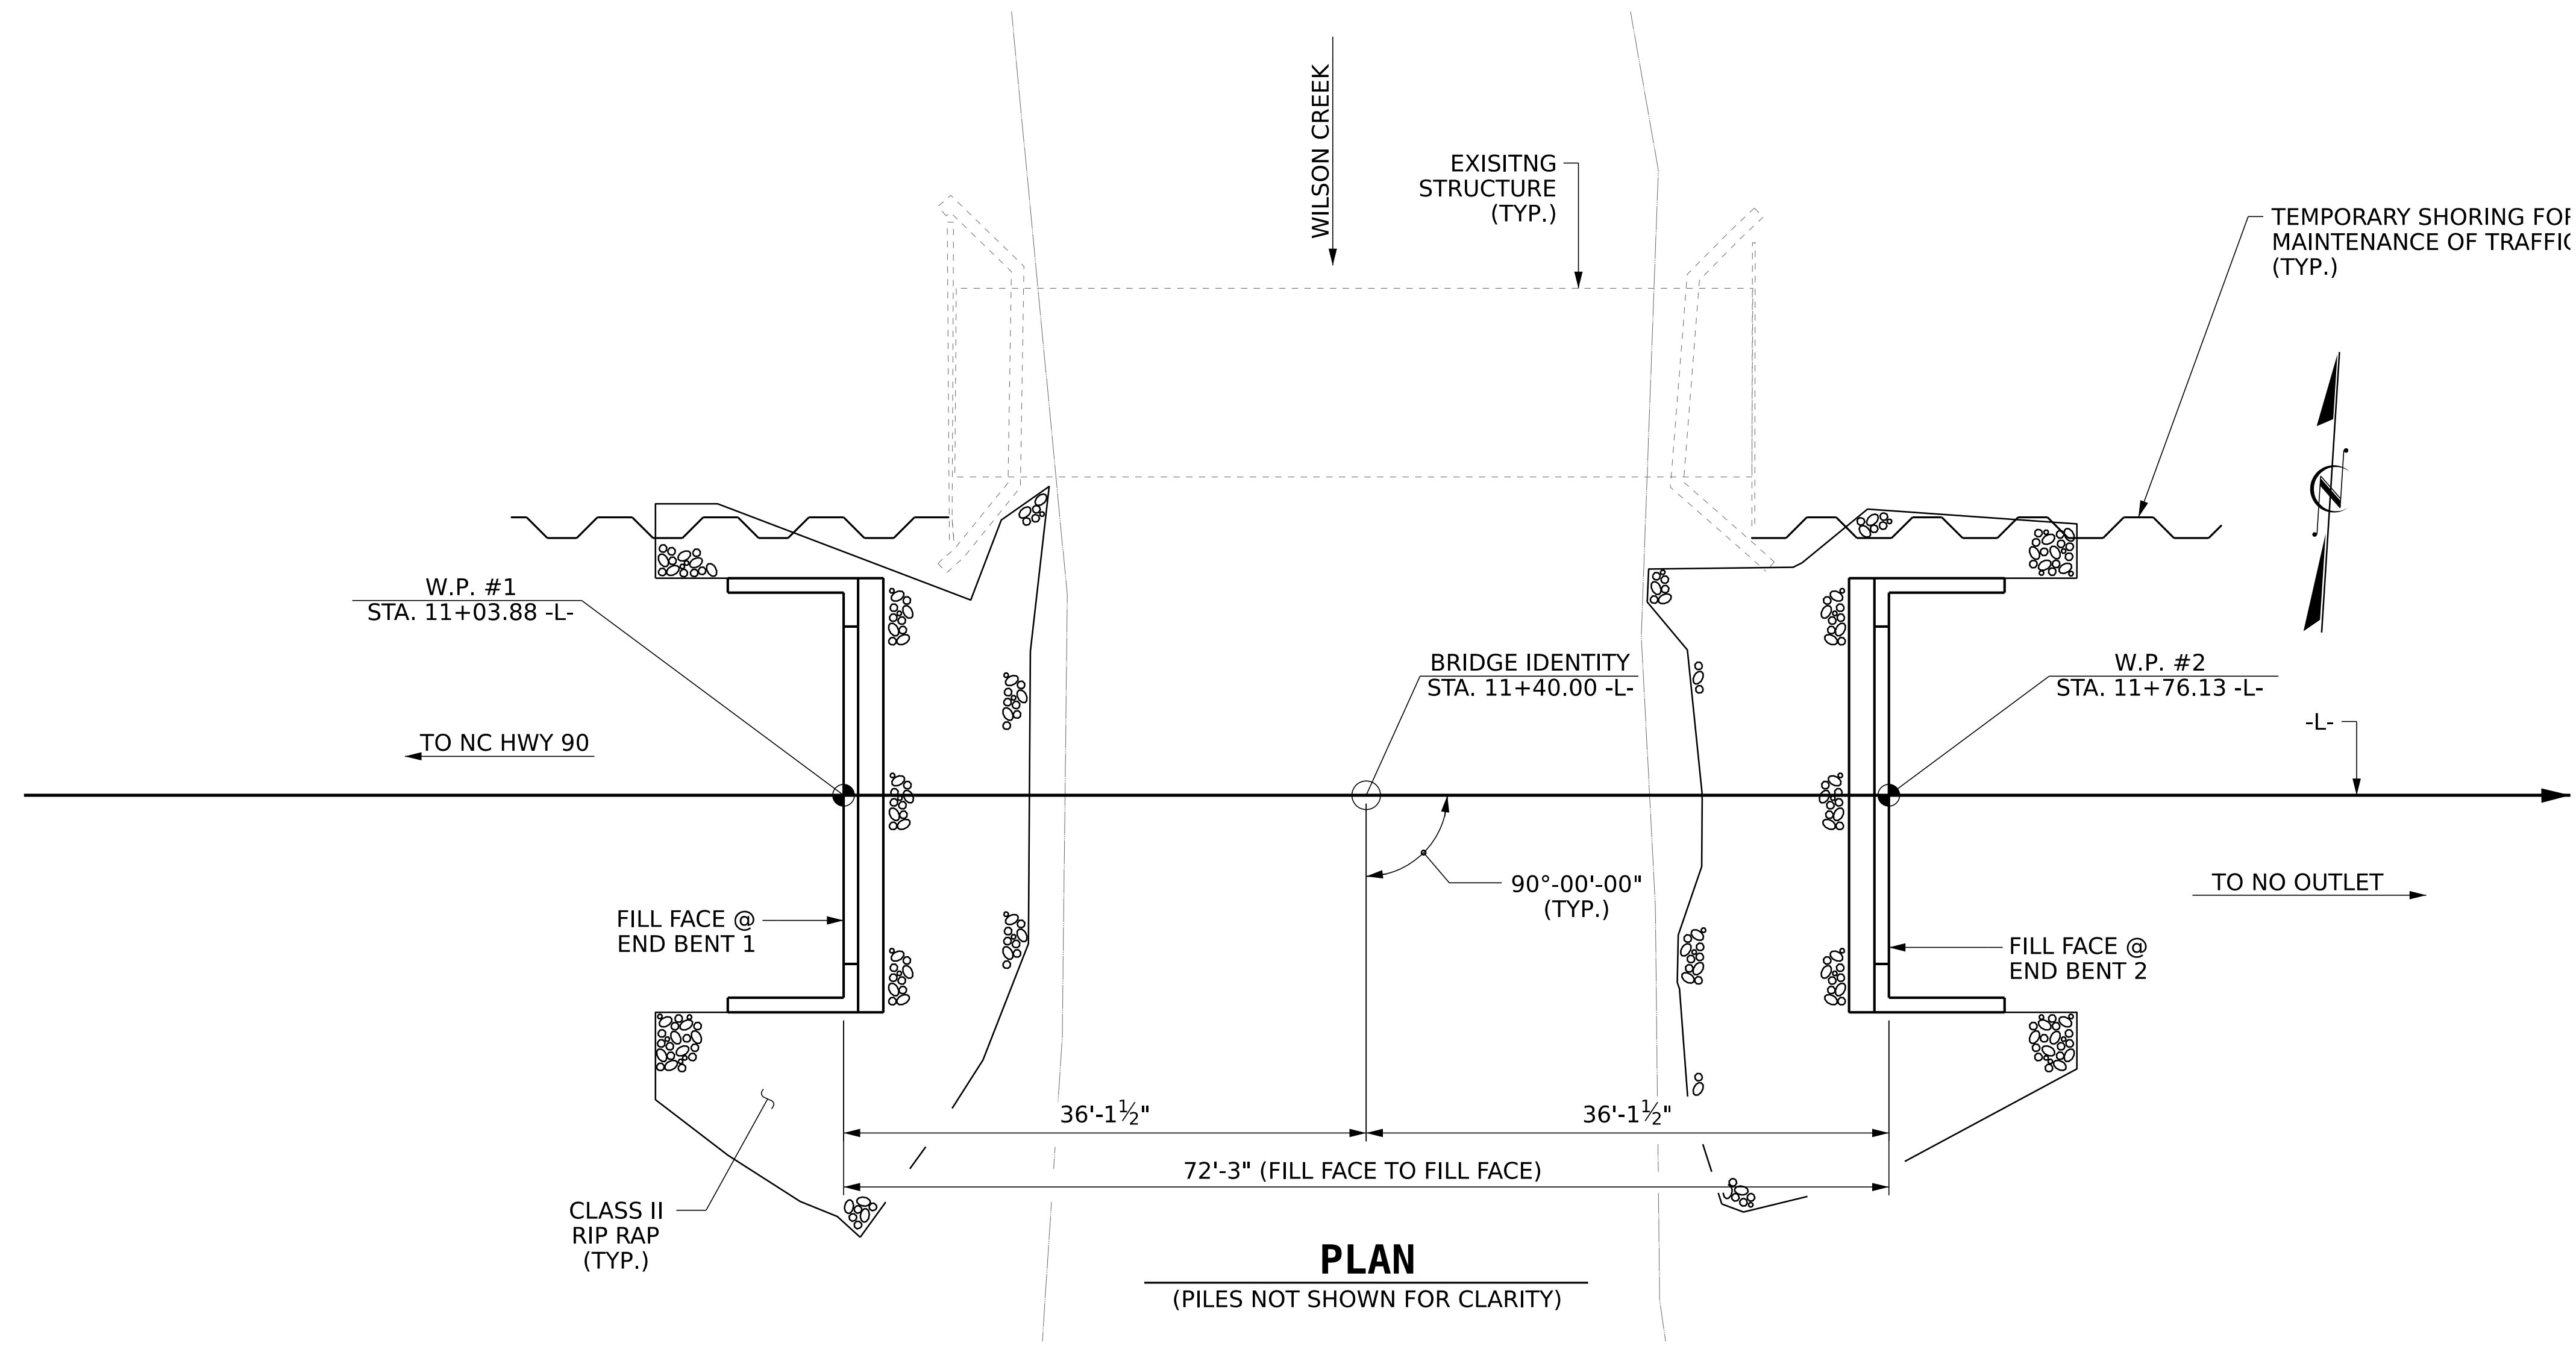 WILSON CREEK
EXISITNG
STRUCTURE
(TYP.)
TEMPORARY SHORING FOR
MAINTENANCE OF TRAFFIC
(TYP.)
W.P. #1
STA. 11+03.88 -L-
BRIDGE IDENTITY
STA. 11+40.00 -L-
W.P. #2
STA. 11+76.13 -L-
-L-
TO NC HWY 90
90°-00'-00"
(TYP.)
TO NO OUTLET
FILL FACE @
END BENT 1
FILL FACE @
END BENT 2
36'-1½"
36'-1½"
72'-3" (FILL FACE TO FILL FACE)
CLASS II
RIP RAP
(TYP.)
PLAN
(PILES NOT SHOWN FOR CLARITY)